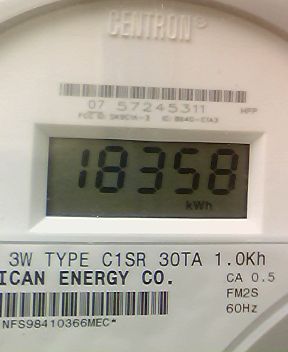 CENTRON®
07 57245311 HFP
18358
kWh
3W TYPE C1SR 30TA 1.0Kh
ICAN ENERGY CO.
CA 0.5
FM2S
60Hz
NFS98410366MEC*